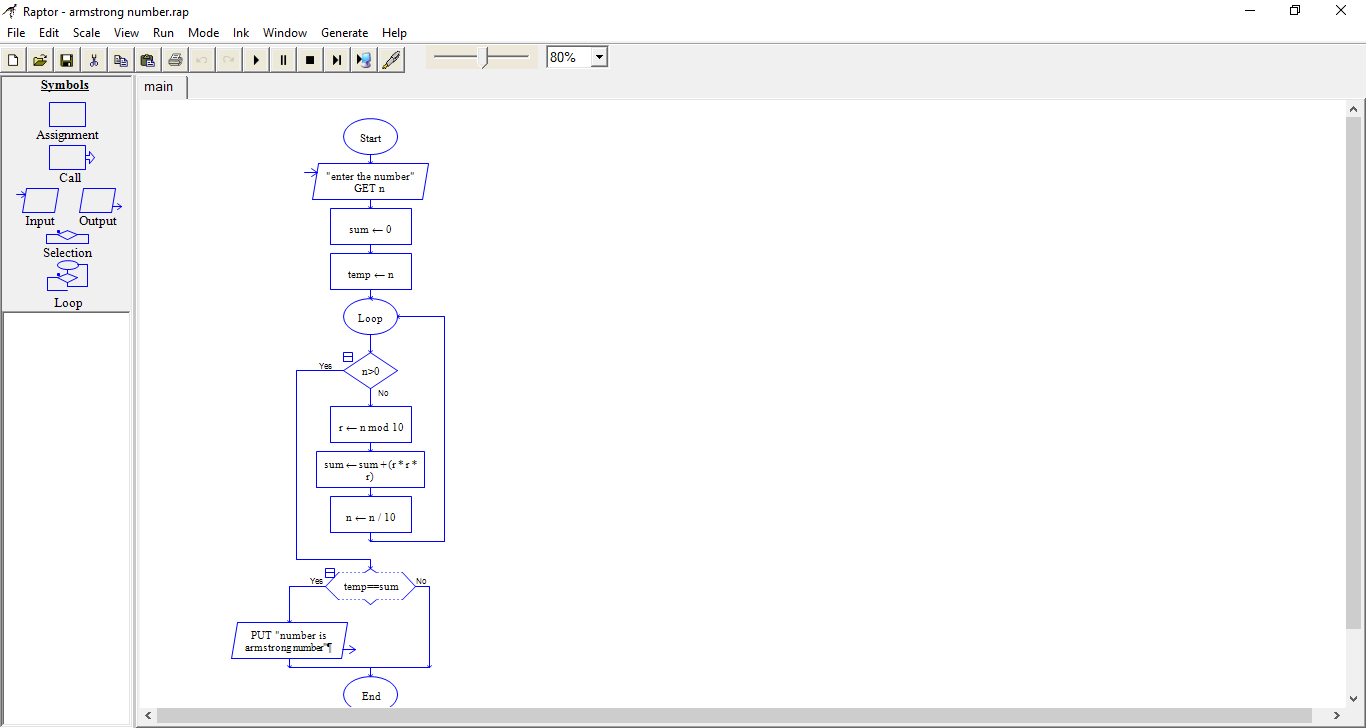 Raptor - armstrong number.rap
File Edit Scale View Run Mode Ink Window Generate Help
80%
Symbols
main
Assignment
Call
Input Output
Selection
Loop
Start
"enter the number"
GET n
sum ← 0
temp ← n
Loop
Yes
n>0
No
r ← n mod 10
sum ← sum + (r * r *
r)
n ← n / 10
Yes
temp==sum
No
PUT "number is
armstrong number"¶
End